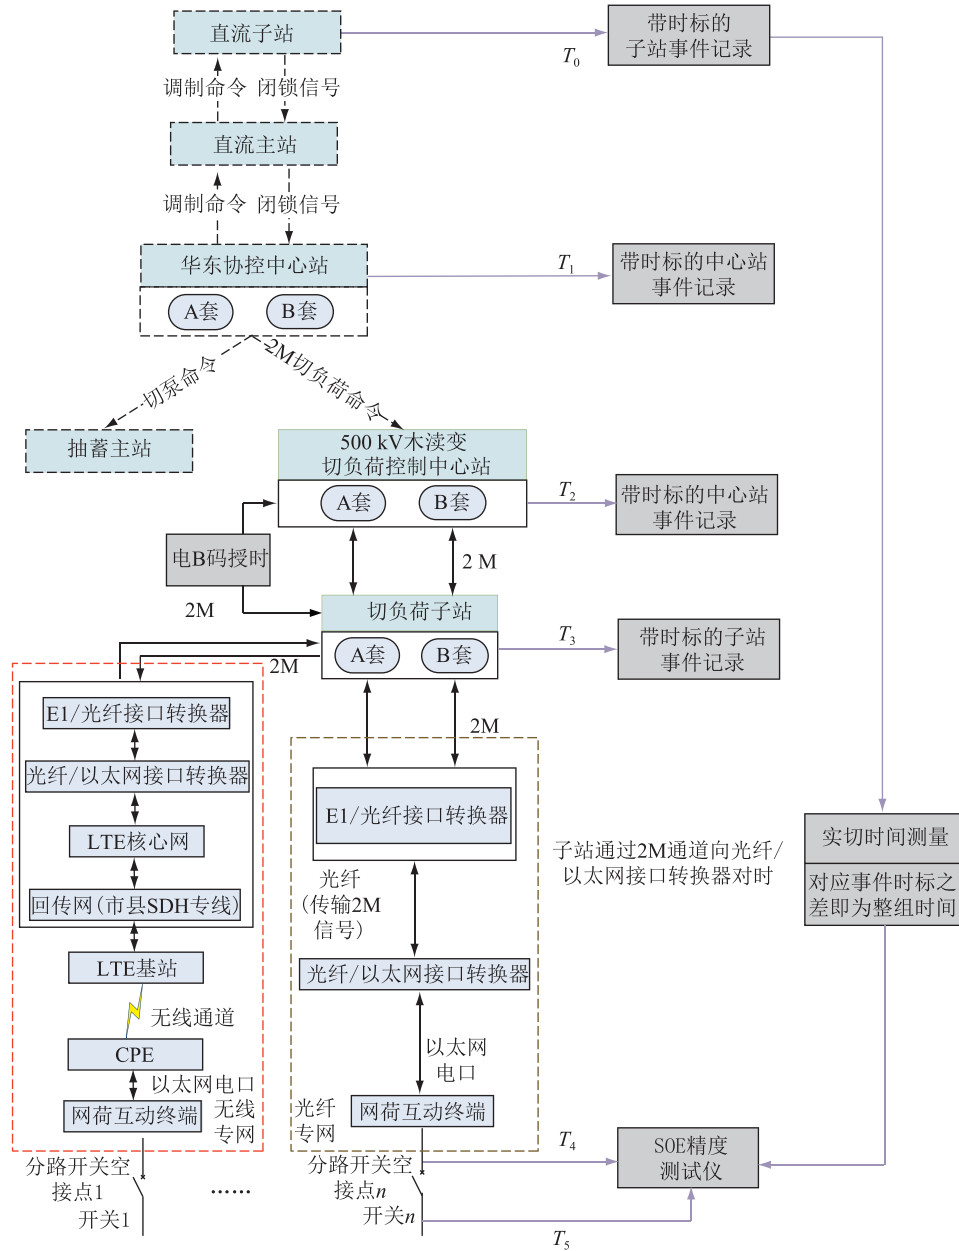 直流子站
带时标的
子站事件记录
T0
调制命令
闭锁信号
直流主站
调制命令
闭锁信号
华东协控中心站
T1
带时标的中心站
事件记录
A套
B套
切泵命令
2M切负荷命令
抽蓄主站
500 kV木渎变
切负荷控制中心站
A套
B套
T2
带时标的中心站
事件记录
电B码授时
2 M
2M
切负荷子站
A套
B套
T3
带时标的子站
事件记录
2M
2M
E1/光纤接口转换器
光纤/以太网接口转换器
LTE核心网
回传网(市县SDH专线)
LTE基站
无线通道
CPE
以太网电口
网荷互动终端
无线
专网
分路开关空
接点1
开关1
……
E1/光纤接口转换器
光纤
(传输2M
信号)
光纤/以太网接口转换器
以太网
电口
网荷互动终端
光纤
专网
分路开关空
接点n
开关n
子站通过2M通道向光纤/
以太网接口转换器对时
实切时间测量
对应事件时标之
差即为整组时间
T4
SOE精度
测试仪
T5